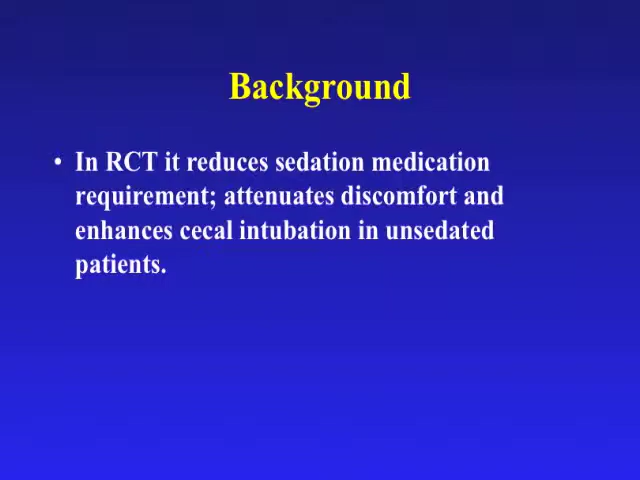 Background
• In RCT it reduces sedation medication
requirement; attenuates discomfort and
enhances cecal intubation in unsedated
patients.